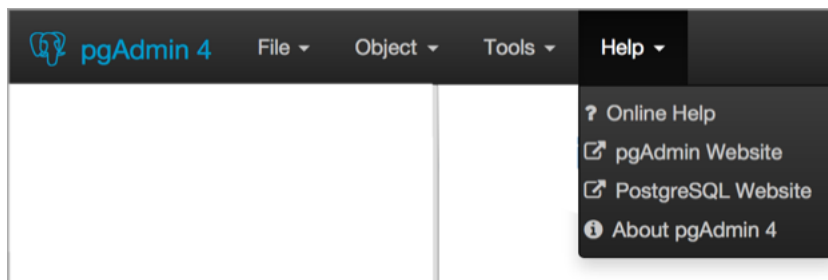 pgAdmin 4 File Object Tools Help
? Online Help
pgAdmin Website
PostgreSQL Website
About pgAdmin 4